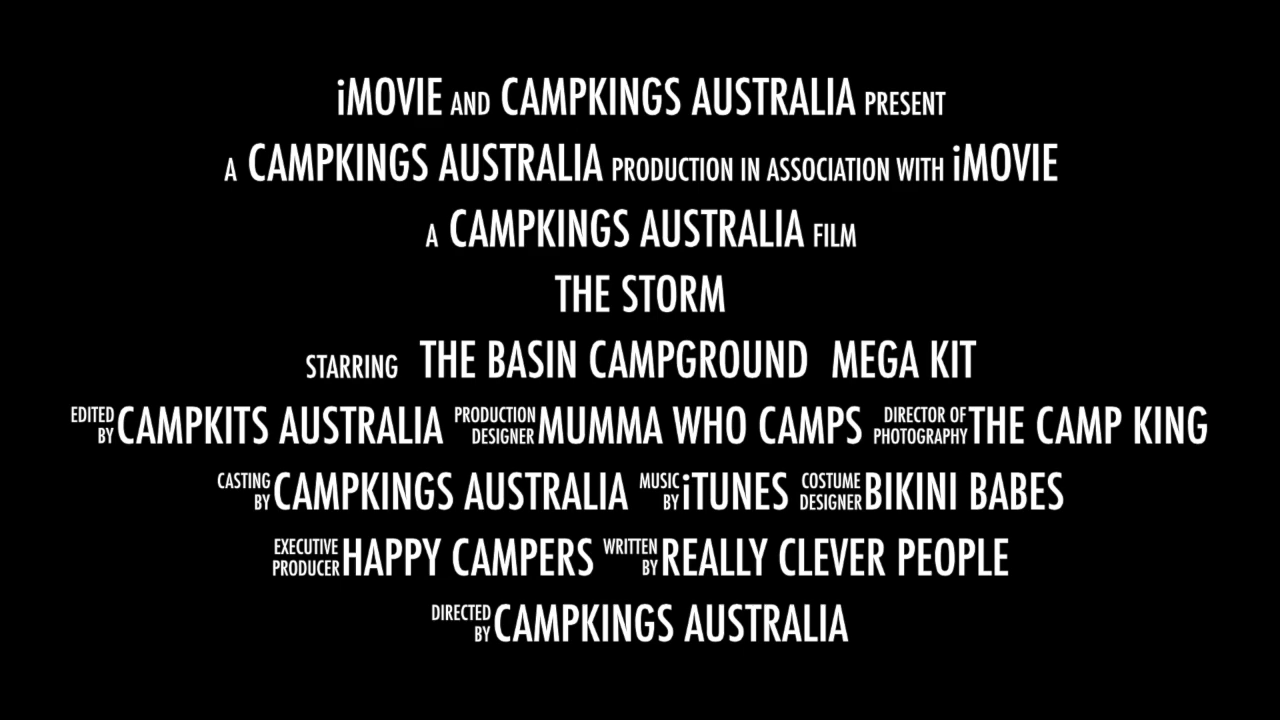 iMOVIE AND CAMPKINGS AUSTRALIA PRESENT
A CAMPKINGS AUSTRALIA PRODUCTION IN ASSOCIATION WITH iMOVIE
A CAMPKINGS AUSTRALIA FILM
THE STORM
STARRING THE BASIN CAMPGROUND MEGA KIT
EDITED BY CAMPKITS AUSTRALIA PRODUCTION DESIGNER MUMMA WHO CAMPS DIRECTOR OF PHOTOGRAPHY THE CAMP KING
CASTING BY CAMPKINGS AUSTRALIA MUSIC BY iTUNES COSTUME DESIGNER BIKINI BABES
EXECUTIVE PRODUCER HAPPY CAMPERS WRITTEN BY REALLY CLEVER PEOPLE
DIRECTED BY CAMPKINGS AUSTRALIA